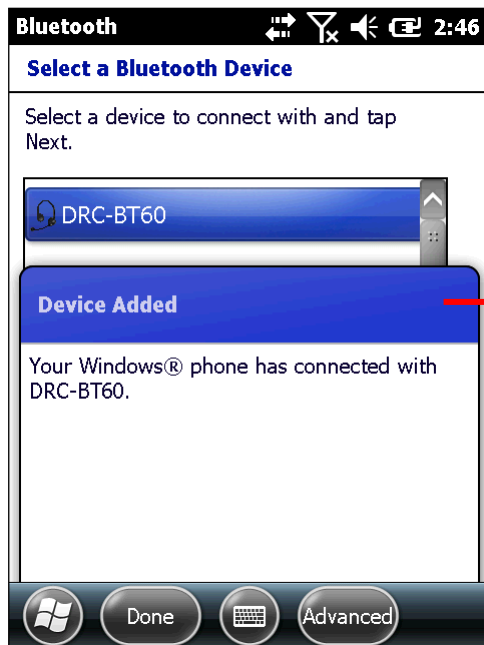 Bluetooth 2:46
Select a Bluetooth Device
Select a device to connect with and tap
Next.
DRC-BT60
Device Added
Your Windows® phone has connected with
DRC-BT60.
Done Advanced